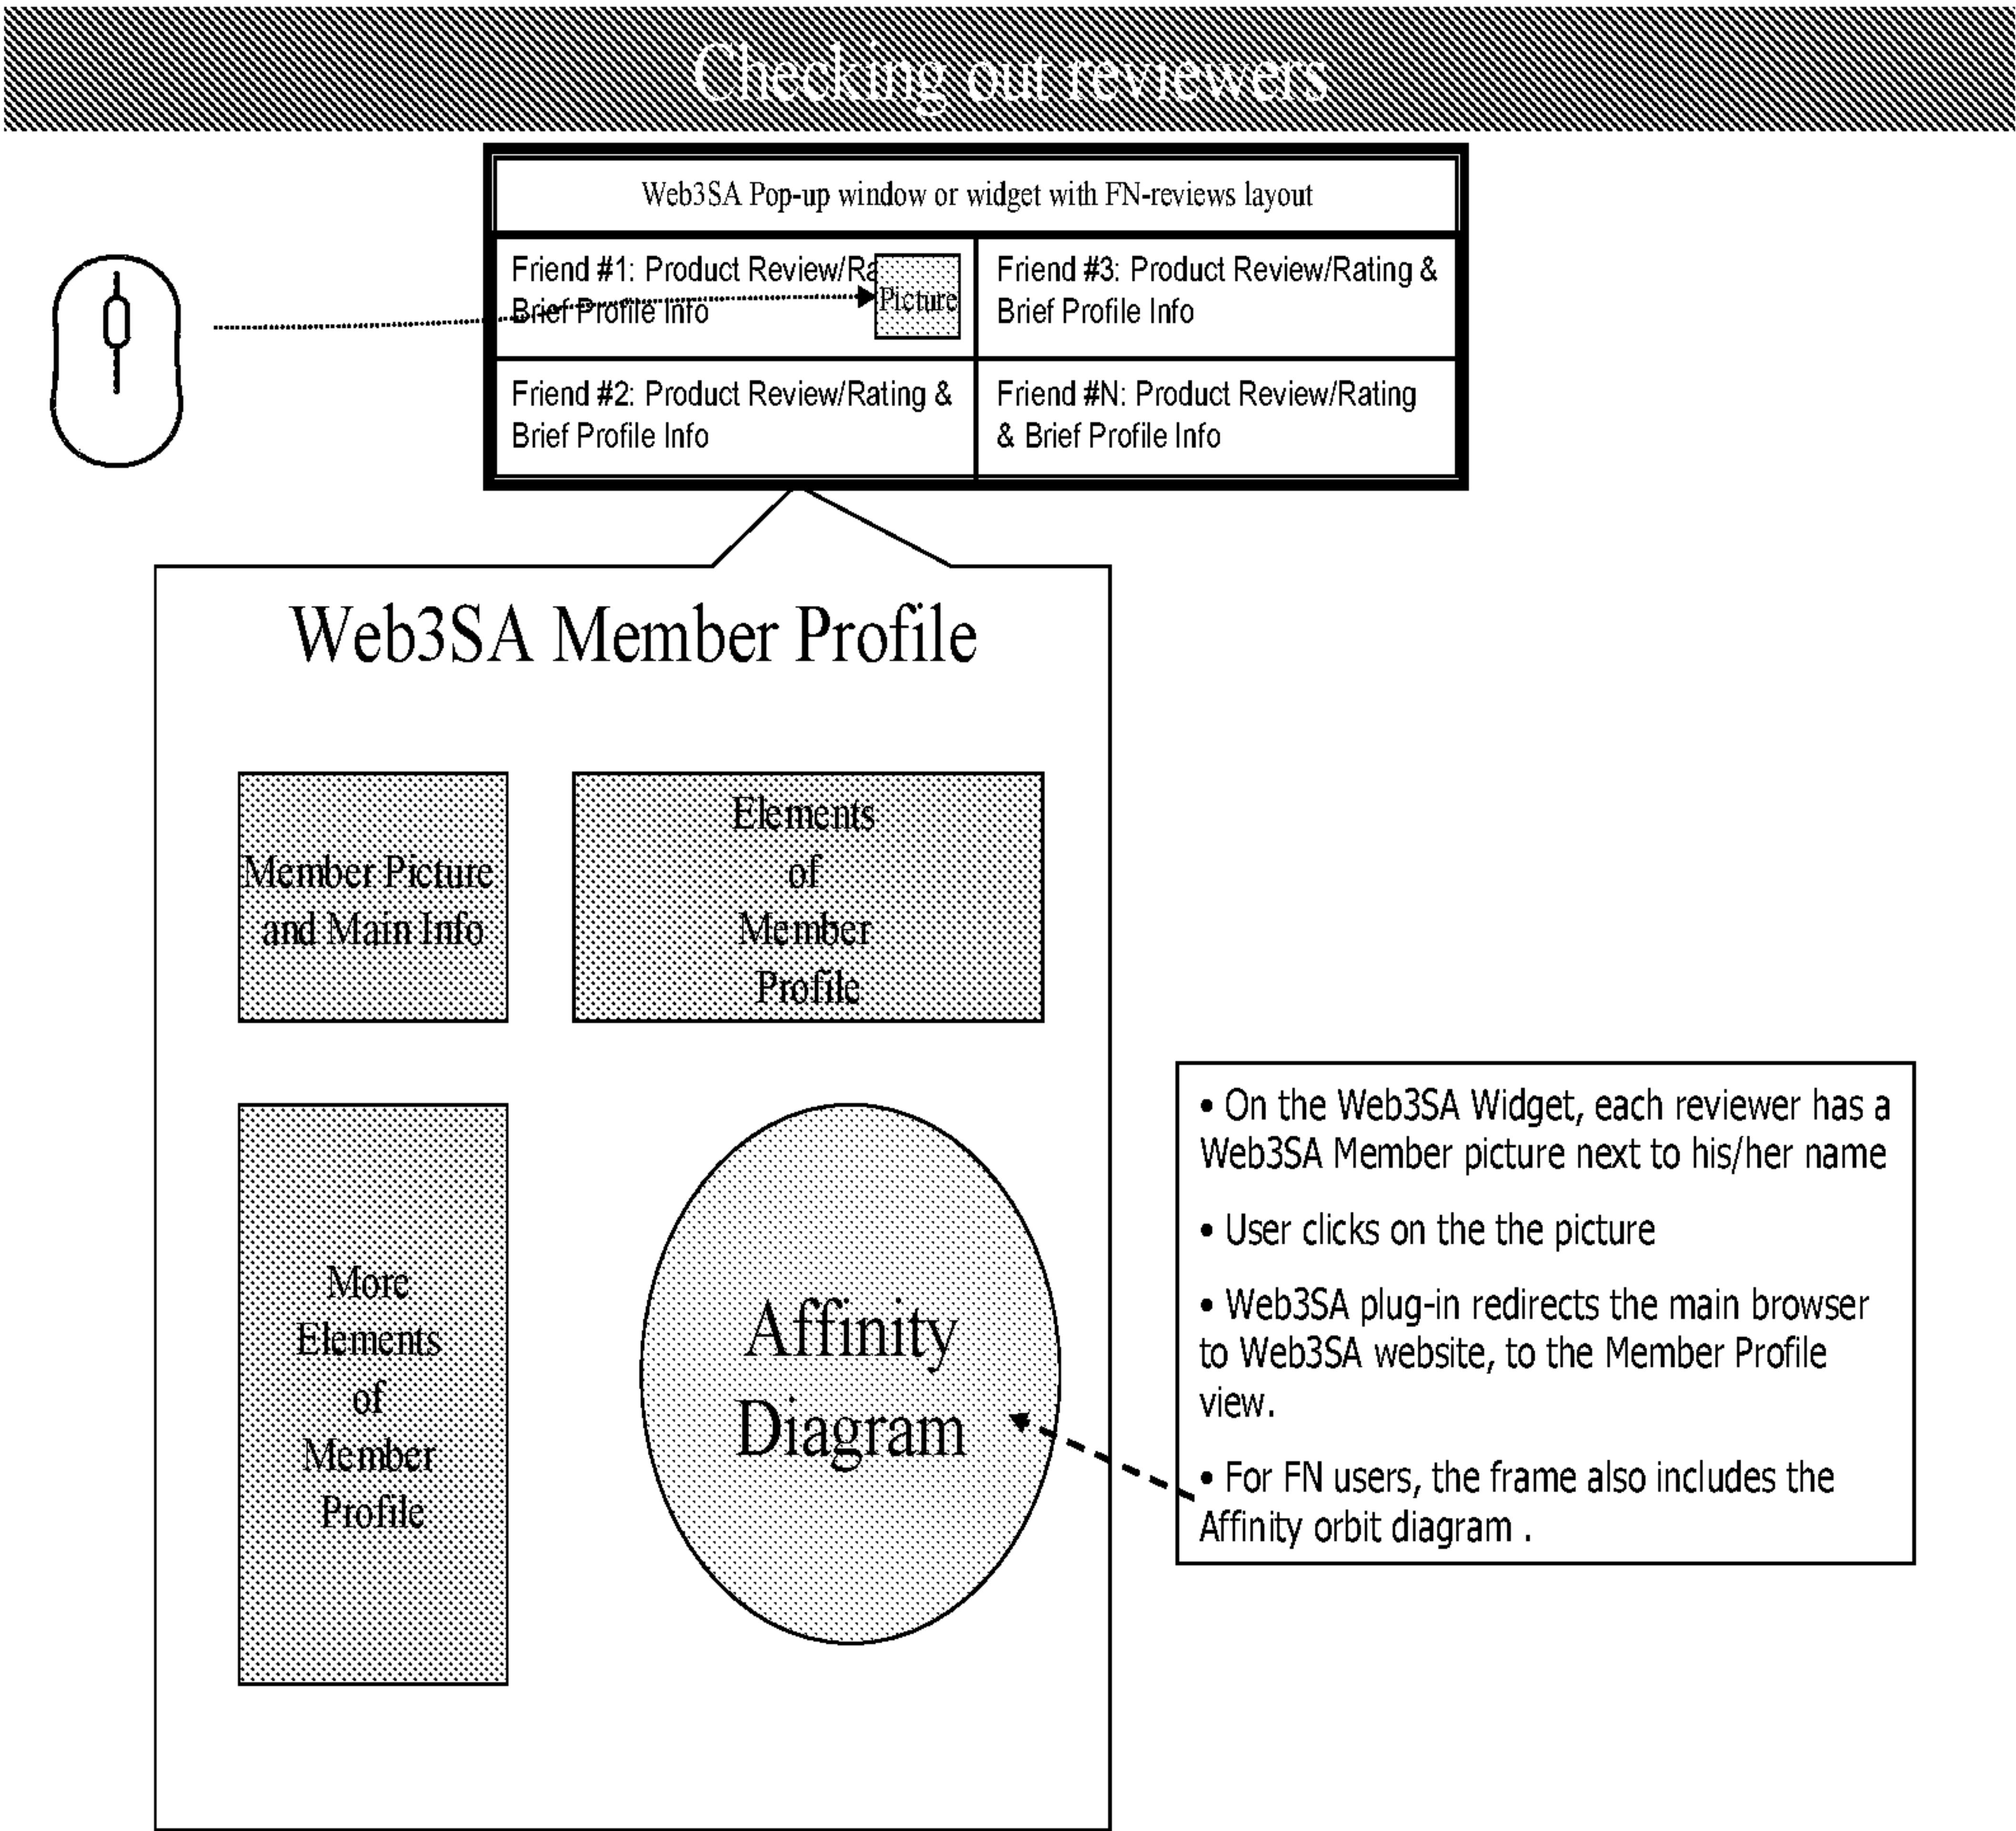 Checking out reviewers
Web3SA Pop-up window or widget with FN-reviews layout
Friend #1: Product Review/Ra
Brief Profile Info
Picture
Friend #3: Product Review/Rating &
Brief Profile Info
Friend #2: Product Review/Rating &
Brief Profile Info
Friend #N: Product Review/Rating
& Brief Profile Info
Web3SA Member Profile
Member Picture
and Main Info
Elements
of
Member
Profile
More
Elements
of
Member
Profile
Affinity
Diagram
• On the Web3SA Widget, each reviewer has a
Web3SA Member picture next to his/her name
• User clicks on the the picture
• Web3SA plug-in redirects the main browser
to Web3SA website, to the Member Profile
view.
• For FN users, the frame also includes the
Affinity orbit diagram .